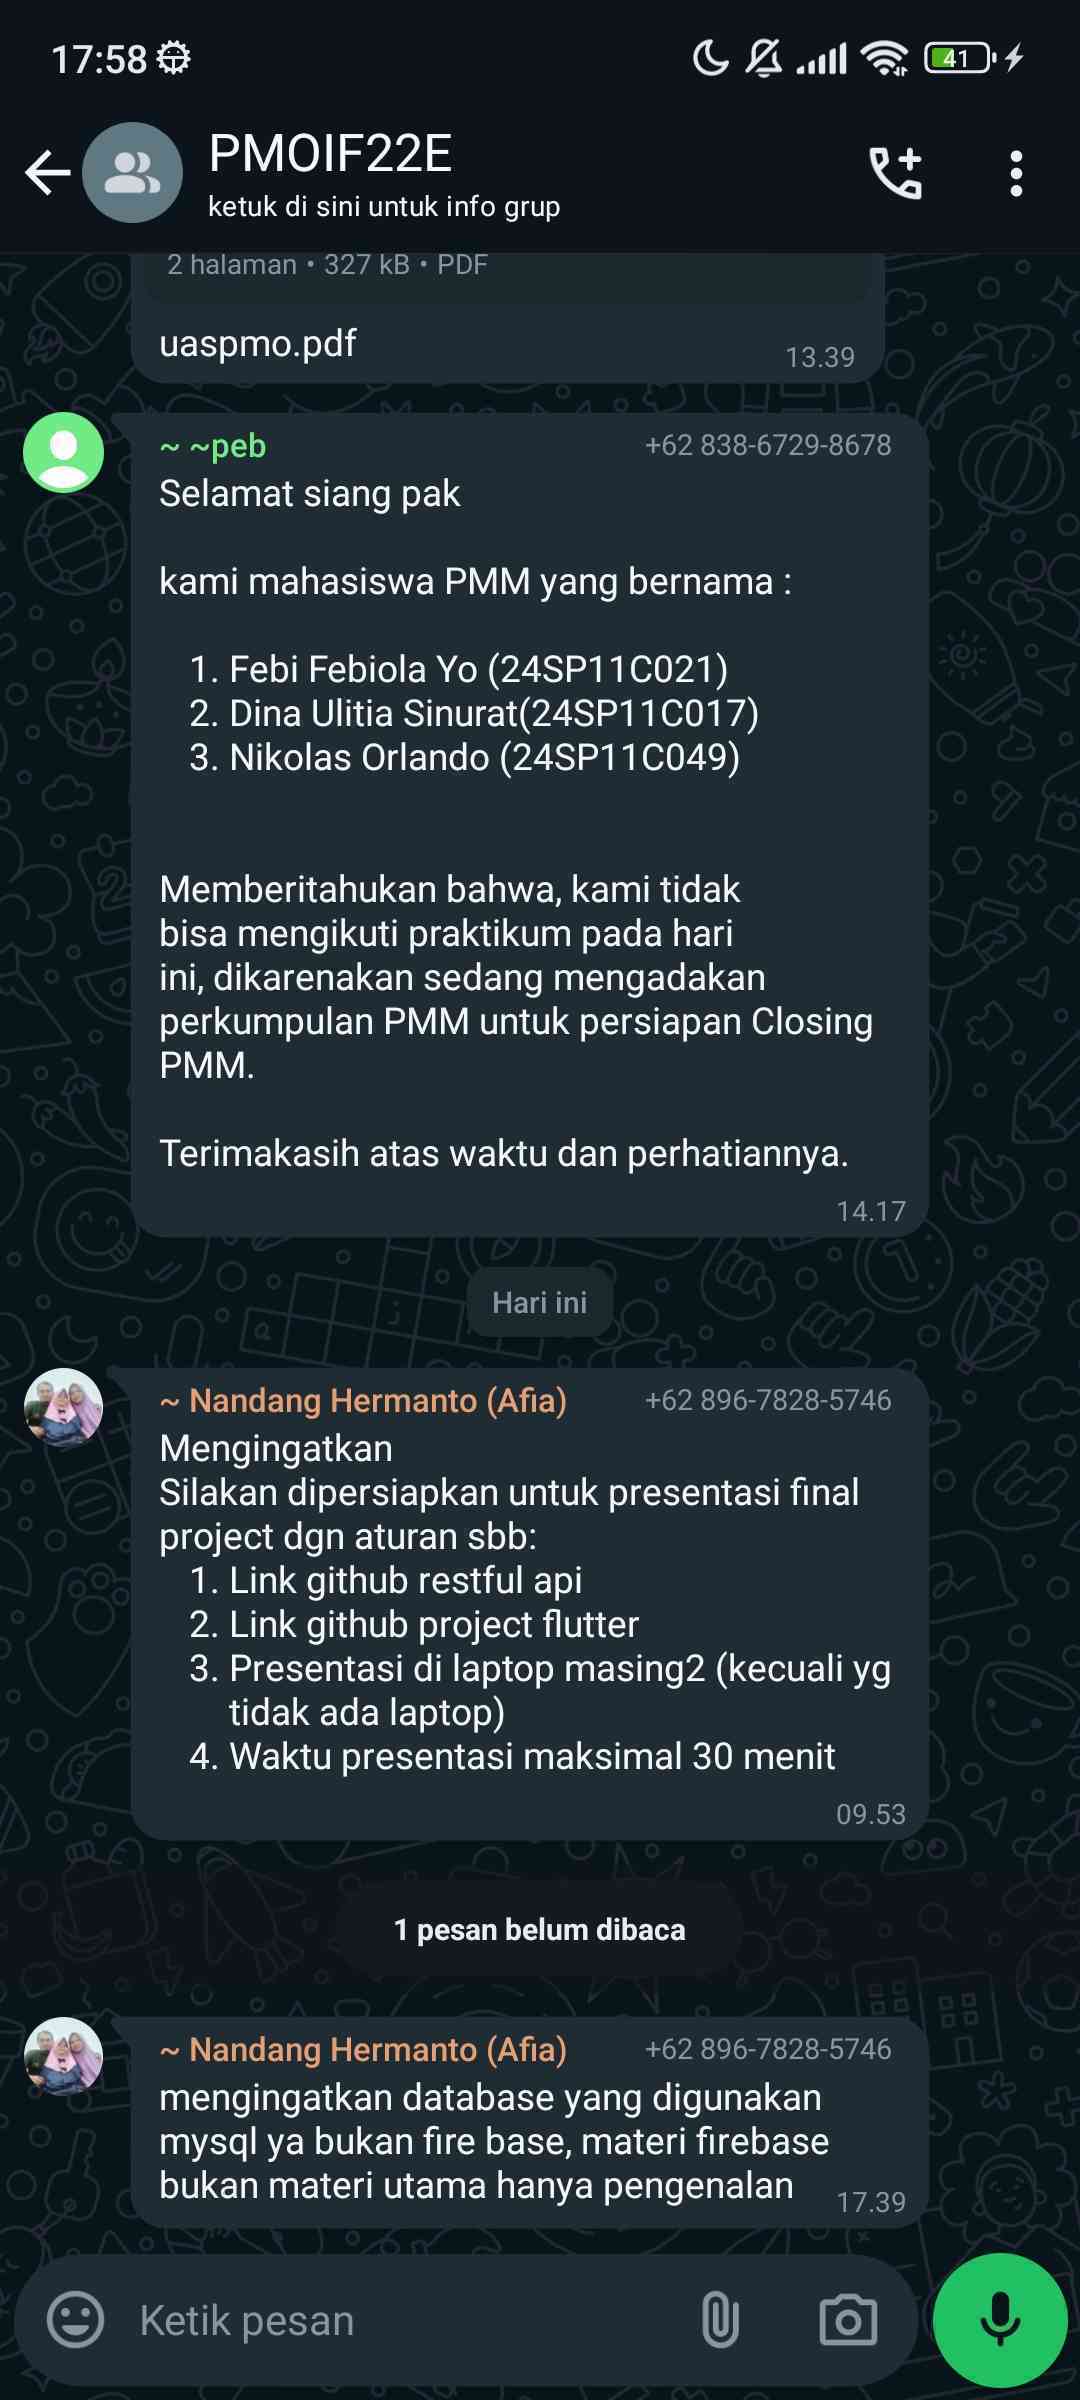 17:58
41
PMOIF22E
ketuk di sini untuk info grup
2 halaman • 327 kB • PDF
uaspmo.pdf
13.39
~ ~peb +62 838-6729-8678
Selamat siang pak
kami mahasiswa PMM yang bernama :
1. Febi Febiola Yo (24SP11C021)
2. Dina Ulitia Sinurat(24SP11C017)
3. Nikolas Orlando (24SP11C049)
Memberitahukan bahwa, kami tidak
bisa mengikuti praktikum pada hari
ini, dikarenakan sedang mengadakan
perkumpulan PMM untuk persiapan Closing
PMM.
Terimakasih atas waktu dan perhatiannya.
14.17
Hari ini
~ Nandang Hermanto (Afia) +62 896-7828-5746
Mengingatkan
Silakan dipersiapkan untuk presentasi final
project dgn aturan sbb:
1. Link github restful api
2. Link github project flutter
3. Presentasi di laptop masing2 (kecuali yg
tidak ada laptop)
4. Waktu presentasi maksimal 30 menit
09.53
1 pesan belum dibaca
~ Nandang Hermanto (Afia) +62 896-7828-5746
mengingatkan database yang digunakan
mysql ya bukan fire base, materi firebase
bukan materi utama hanya pengenalan
17.39
Ketik pesan